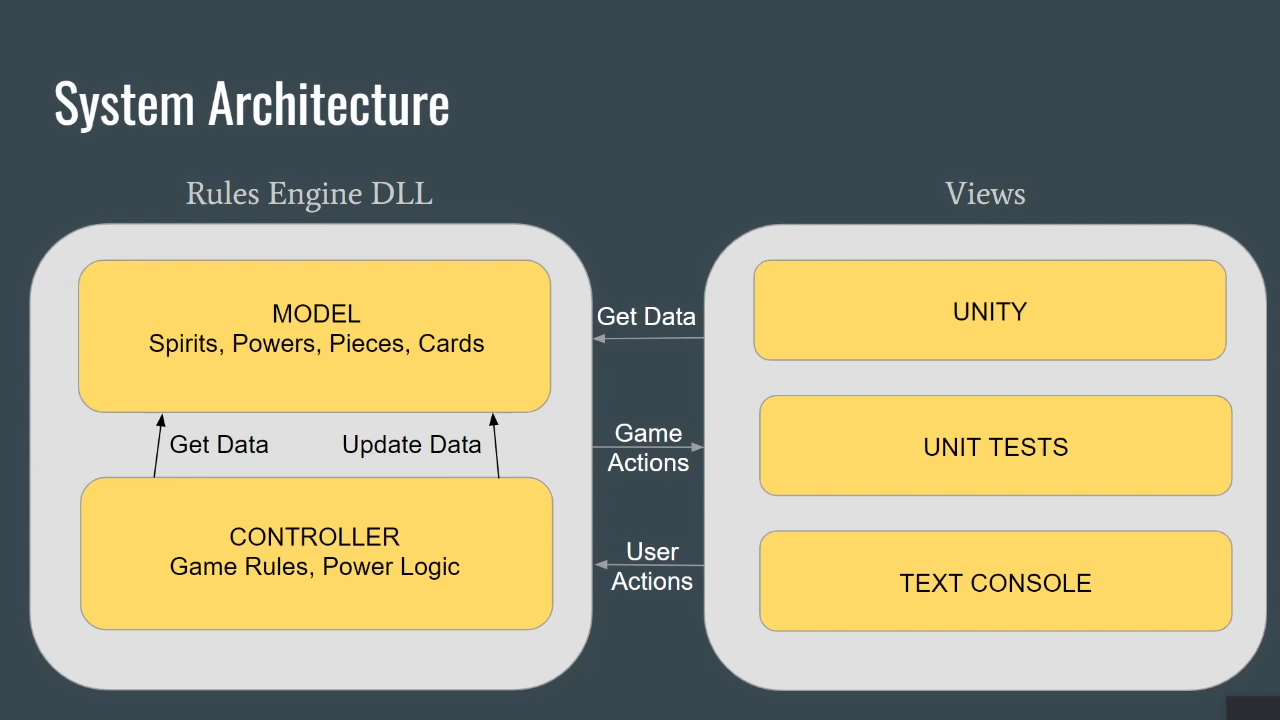 System Architecture
Rules Engine DLL
MODEL
Spirits, Powers, Pieces, Cards
Get Data
Update Data
CONTROLLER
Game Rules, Power Logic
Get Data
Game
Actions
User
Actions
Views
UNITY
UNIT TESTS
TEXT CONSOLE